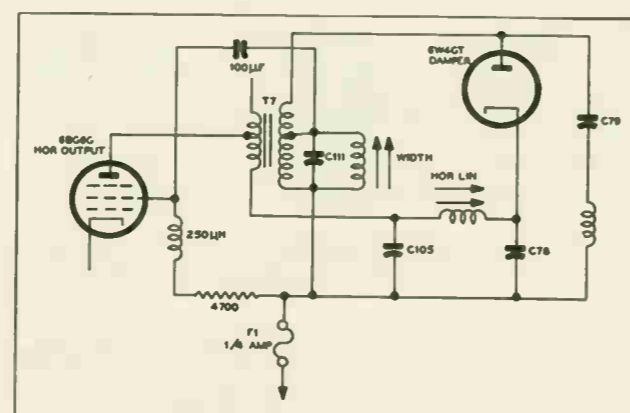 6W4GT
DAMPER
100μμF
T7
C79
6BG6G
HOR OUTPUT
C111
WIDTH
HOR LIN
250μH
C105
C78
4700
F1
1/4 AMP